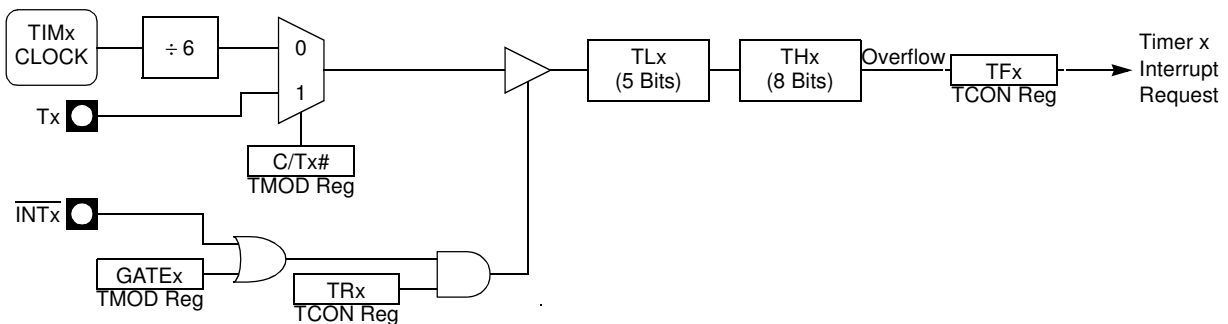 TIMx
CLOCK
÷ 6
0
1
Tx
C/Tx#
TMOD Reg
TLx
(5 Bits)
THx
(8 Bits)
Overflow
TFx
TCON Reg
Timer x
Interrupt
Request
INTx
GATEx
TMOD Reg
TRx
TCON Reg